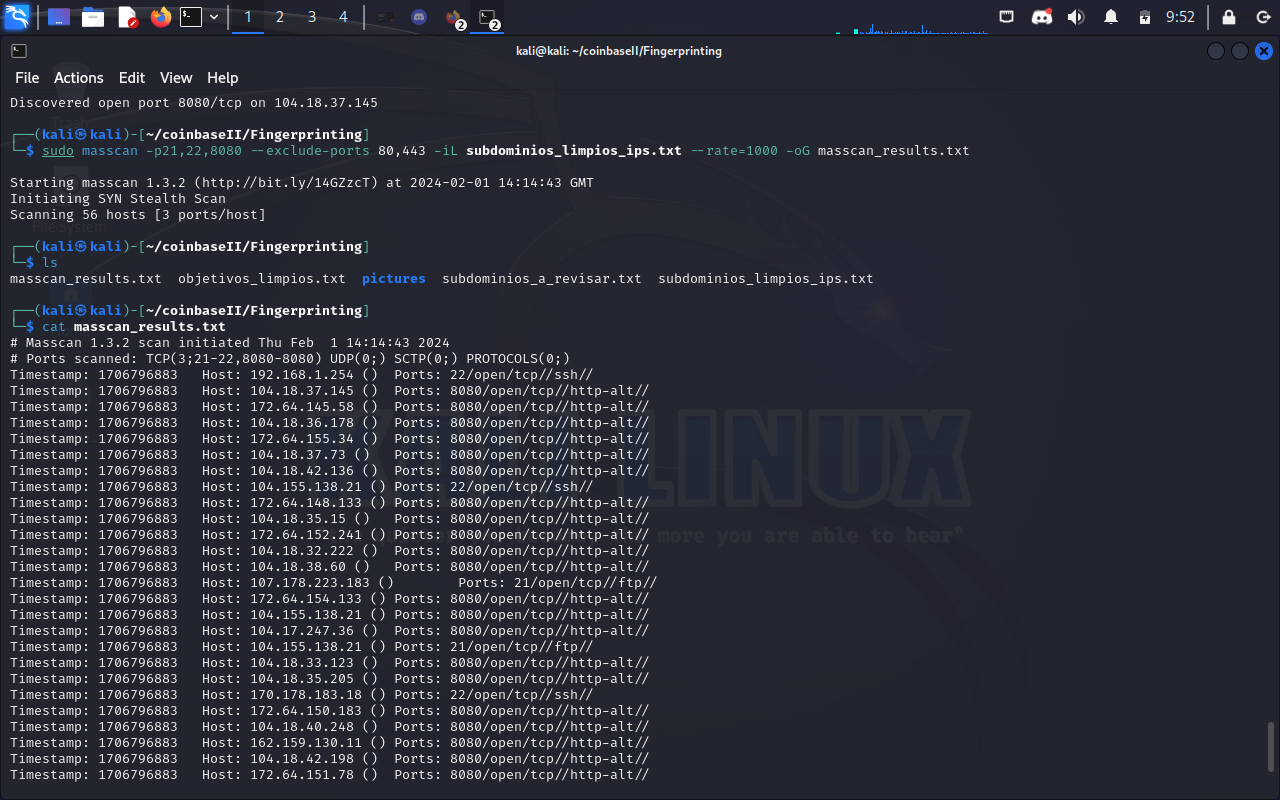 1 2 3 4 2 2 9:52
kali@kali: ~/coinbaseII/Fingerprinting
File Actions Edit View Help
Discovered open port 8080/tcp on 104.18.37.145
Trash
┌──(kali㉿kali)-[~/coinbaseII/Fingerprinting]
└─$ sudo masscan -p21,22,8080 --exclude-ports 80,443 -iL subdominios_limpios_ips.txt --rate=1000 -oG masscan_results.txt
Starting masscan 1.3.2 (http://bit.ly/14GZzcT) at 2024-02-01 14:14:43 GMT
Initiating SYN Stealth Scan
Scanning 56 hosts [3 ports/host]
File System
┌──(kali㉿kali)-[~/coinbaseII/Fingerprinting]
└─$ ls
masscan_results.txt objetivos_limpios.txt pictures subdominios_a_revisar.txt subdominios_limpios_ips.txt
┌──(kali㉿kali)-[~/coinbaseII/Fingerprinting]
└─$ cat masscan_results.txt
# Masscan 1.3.2 scan initiated Thu Feb  1 14:14:43 2024
# Ports scanned: TCP(3;21-22,8080-8080) UDP(0;) SCTP(0;) PROTOCOLS(0;)
Timestamp: 1706796883 Host: 192.168.1.254 () Ports: 22/open/tcp//ssh//
Timestamp: 1706796883 Host: 104.18.37.145 () Ports: 8080/open/tcp//http-alt//
Timestamp: 1706796883 Host: 172.64.145.58 () Ports: 8080/open/tcp//http-alt//
Timestamp: 1706796883 Host: 104.18.36.178 () Ports: 8080/open/tcp//http-alt//
Timestamp: 1706796883 Host: 172.64.155.34 () Ports: 8080/open/tcp//http-alt//
Timestamp: 1706796883 Host: 104.18.37.73 () Ports: 8080/open/tcp//http-alt//
Timestamp: 1706796883 Host: 104.18.42.136 () Ports: 8080/open/tcp//http-alt//
Timestamp: 1706796883 Host: 104.155.138.21 () Ports: 22/open/tcp//ssh//
Timestamp: 1706796883 Host: 172.64.148.133 () Ports: 8080/open/tcp//http-alt//
Timestamp: 1706796883 Host: 104.18.35.15 () Ports: 8080/open/tcp//http-alt//
Timestamp: 1706796883 Host: 172.64.152.241 () Ports: 8080/open/tcp//http-alt//
Timestamp: 1706796883 Host: 104.18.32.222 () Ports: 8080/open/tcp//http-alt//
Timestamp: 1706796883 Host: 104.18.38.60 () Ports: 8080/open/tcp//http-alt//
Timestamp: 1706796883 Host: 107.178.223.183 () Ports: 21/open/tcp//ftp//
Timestamp: 1706796883 Host: 172.64.154.133 () Ports: 8080/open/tcp//http-alt//
Timestamp: 1706796883 Host: 104.155.138.21 () Ports: 8080/open/tcp//http-alt//
Timestamp: 1706796883 Host: 104.17.247.36 () Ports: 8080/open/tcp//http-alt//
Timestamp: 1706796883 Host: 104.155.138.21 () Ports: 21/open/tcp//ftp//
Timestamp: 1706796883 Host: 104.18.33.123 () Ports: 8080/open/tcp//http-alt//
Timestamp: 1706796883 Host: 104.18.35.205 () Ports: 8080/open/tcp//http-alt//
Timestamp: 1706796883 Host: 170.178.183.18 () Ports: 22/open/tcp//ssh//
Timestamp: 1706796883 Host: 172.64.150.183 () Ports: 8080/open/tcp//http-alt//
Timestamp: 1706796883 Host: 104.18.40.248 () Ports: 8080/open/tcp//http-alt//
Timestamp: 1706796883 Host: 162.159.130.11 () Ports: 8080/open/tcp//http-alt//
Timestamp: 1706796883 Host: 104.18.42.198 () Ports: 8080/open/tcp//http-alt//
Timestamp: 1706796883 Host: 172.64.151.78 () Ports: 8080/open/tcp//http-alt//
LINUX
more you are able to hear"